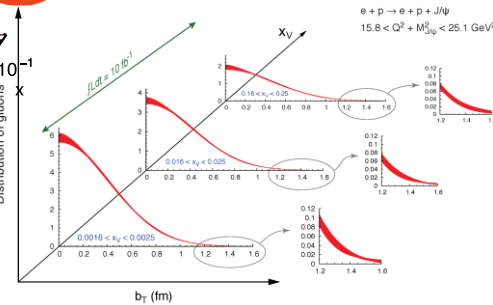 e + p → e + p + J/ψ
15.8 < Q² + M²J/ψ < 25.1 GeV²
xV
∫Ldt = 10 fb⁻¹
10⁻¹
x
Distribution of gluons
2
1
0
0 0.2 0.4 0.6 0.8 1 1.2 1.4 1.6
0.16 < xV < 0.25
0.12
0.1
0.08
0.06
0.04
0.02
0
1.2 1.4 1.6
4
3
2
1
0
0 0.2 0.4 0.6 0.8 1 1.2 1.4 1.6
0.016 < xV < 0.025
0.12
0.1
0.08
0.06
0.04
0.02
0
1.2 1.4 1.6
6
5
4
3
2
1
0
0 0.2 0.4 0.6 0.8 1 1.2 1.4 1.6
0.0016 < xV < 0.0025
0.12
0.1
0.08
0.06
0.04
0.02
0
1.2 1.4 1.6
bT (fm)